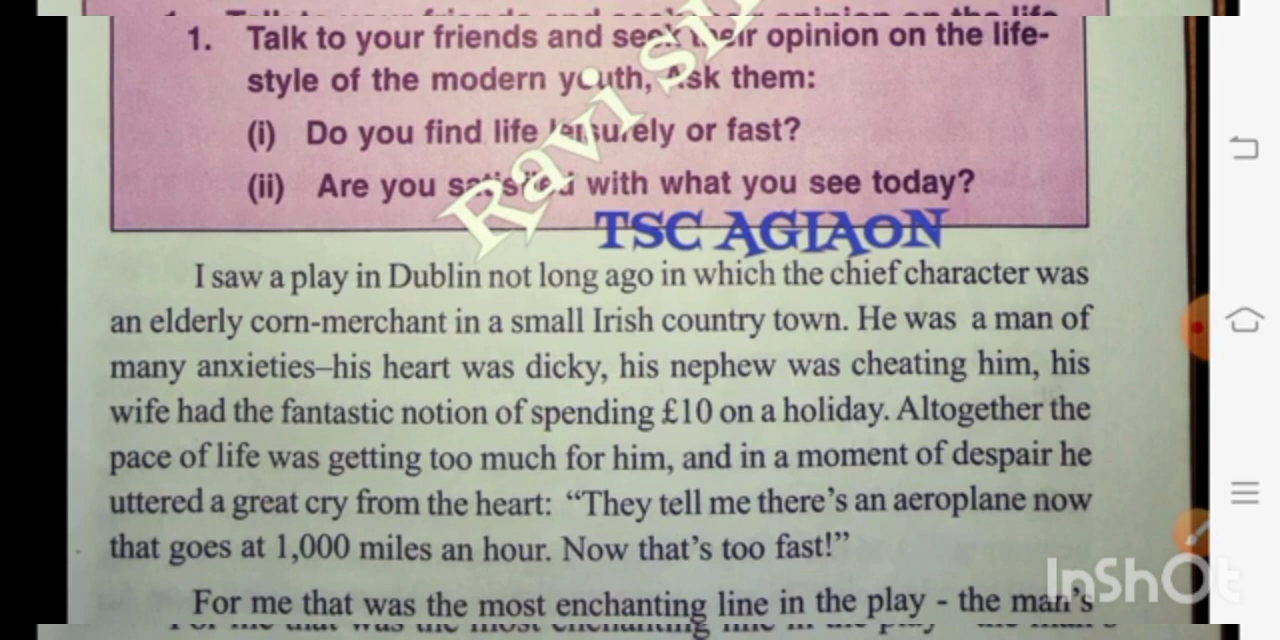 1. Talk to your friends and seek their opinion on the life-
style of the modern youth, Ask them:
(i) Do you find life leisurely or fast?
(ii) Are you satisfied with what you see today?
Ravi
TSC AGIAON
I saw a play in Dublin not long ago in which the chief character was
an elderly corn-merchant in a small Irish country town. He was a man of
many anxieties–his heart was dicky, his nephew was cheating him, his
wife had the fantastic notion of spending £10 on a holiday. Altogether the
pace of life was getting too much for him, and in a moment of despair he
uttered a great cry from the heart: “They tell me there’s an aeroplane now
that goes at 1,000 miles an hour. Now that’s too fast!”
For me that was the most enchanting line in the play - the man’s
InShOt